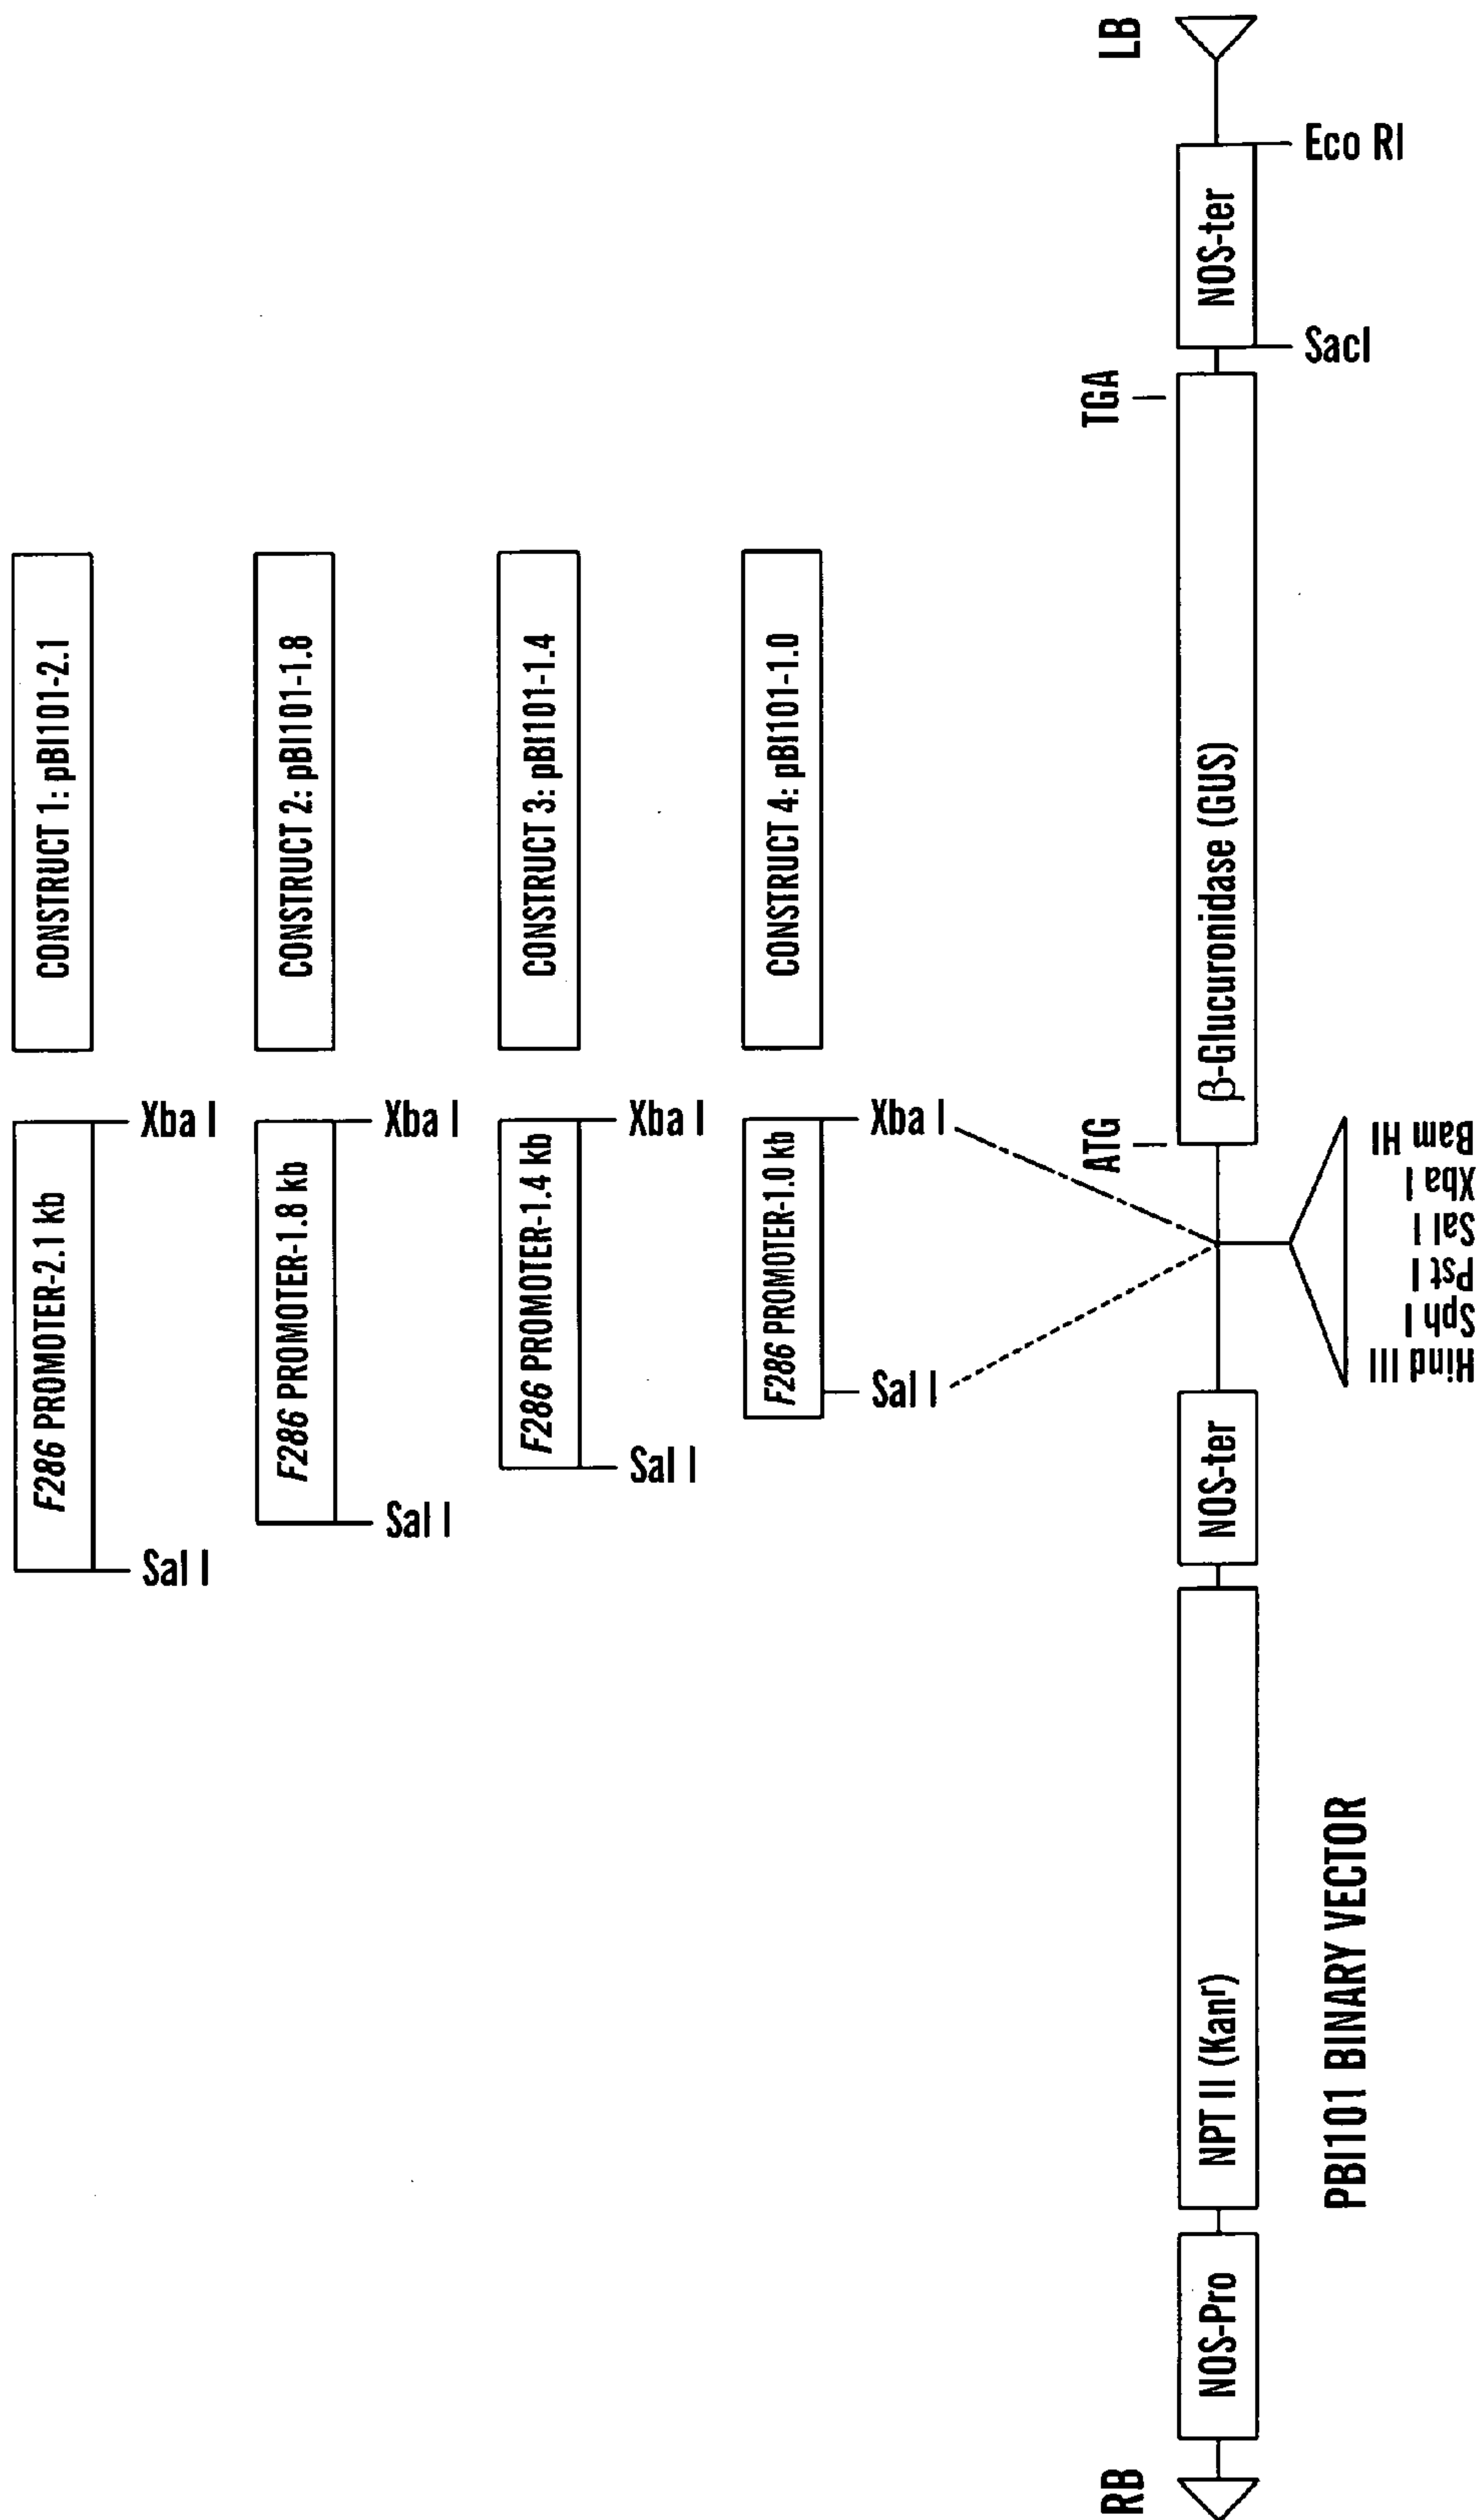 F286 PROMOTER-2.1 kb
CONSTRUCT 1: pBI101-2.1
Sal I
Xba I
F286 PROMOTER-1.8 kb
CONSTRUCT 2: pBI101-1.8
Sal I
Xba I
F286 PROMOTER-1.4 kb
CONSTRUCT 3: pBI101-1.4
Sal I
Xba I
F286 PROMOTER-1.0 kb
CONSTRUCT 4: pBI101-1.0
Sal I
Xba I
RB
ATG
TGA
LB
NOS-Pro
NPT II (Kanʳ)
NOS-ter
β-Glucuronidase (GUS)
NOS-ter
SacI
Eco RI
Hind III
Sph I
Pst I
Sal I
Xba I
Bam HI
PBI101 BINARY VECTOR